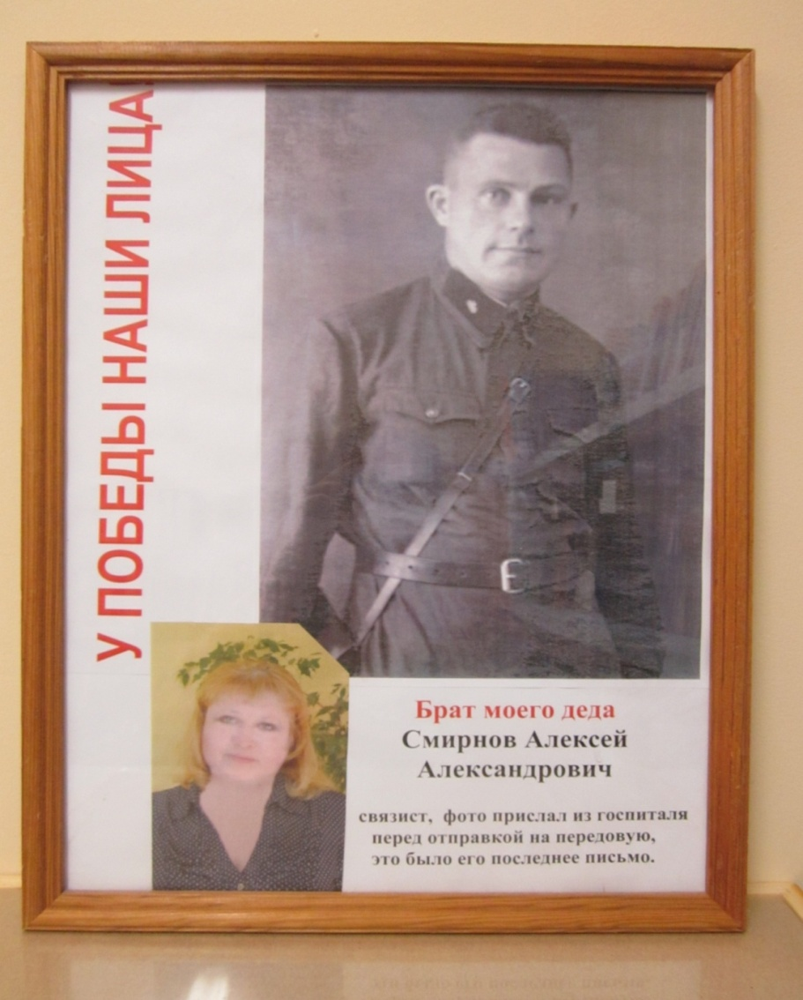 У ПОБЕДЫ НАШИ ЛИЦА.
Брат моего деда
Смирнов Алексей
Александрович
связист, фото прислал из госпиталя
перед отправкой на передовую,
это было его последнее письмо.